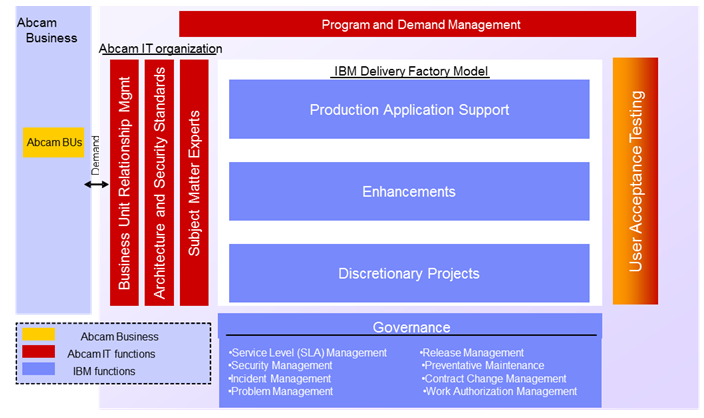 Abcam
Business
Program and Demand Management
Abcam IT organization
IBM Delivery Factory Model
Abcam BUs
Demand
Business Unit Relationship Mgmt
Architecture and Security Standards
Subject Matter Experts
Production Application Support
Enhancements
Discretionary Projects
User Acceptance Testing
Governance
•Service Level (SLA) Management
•Security Management
•Incident Management
•Problem Management
•Release Management
•Preventative Maintenance
•Contract Change Management
•Work Authorization Management
Abcam Business
Abcam IT functions
IBM functions